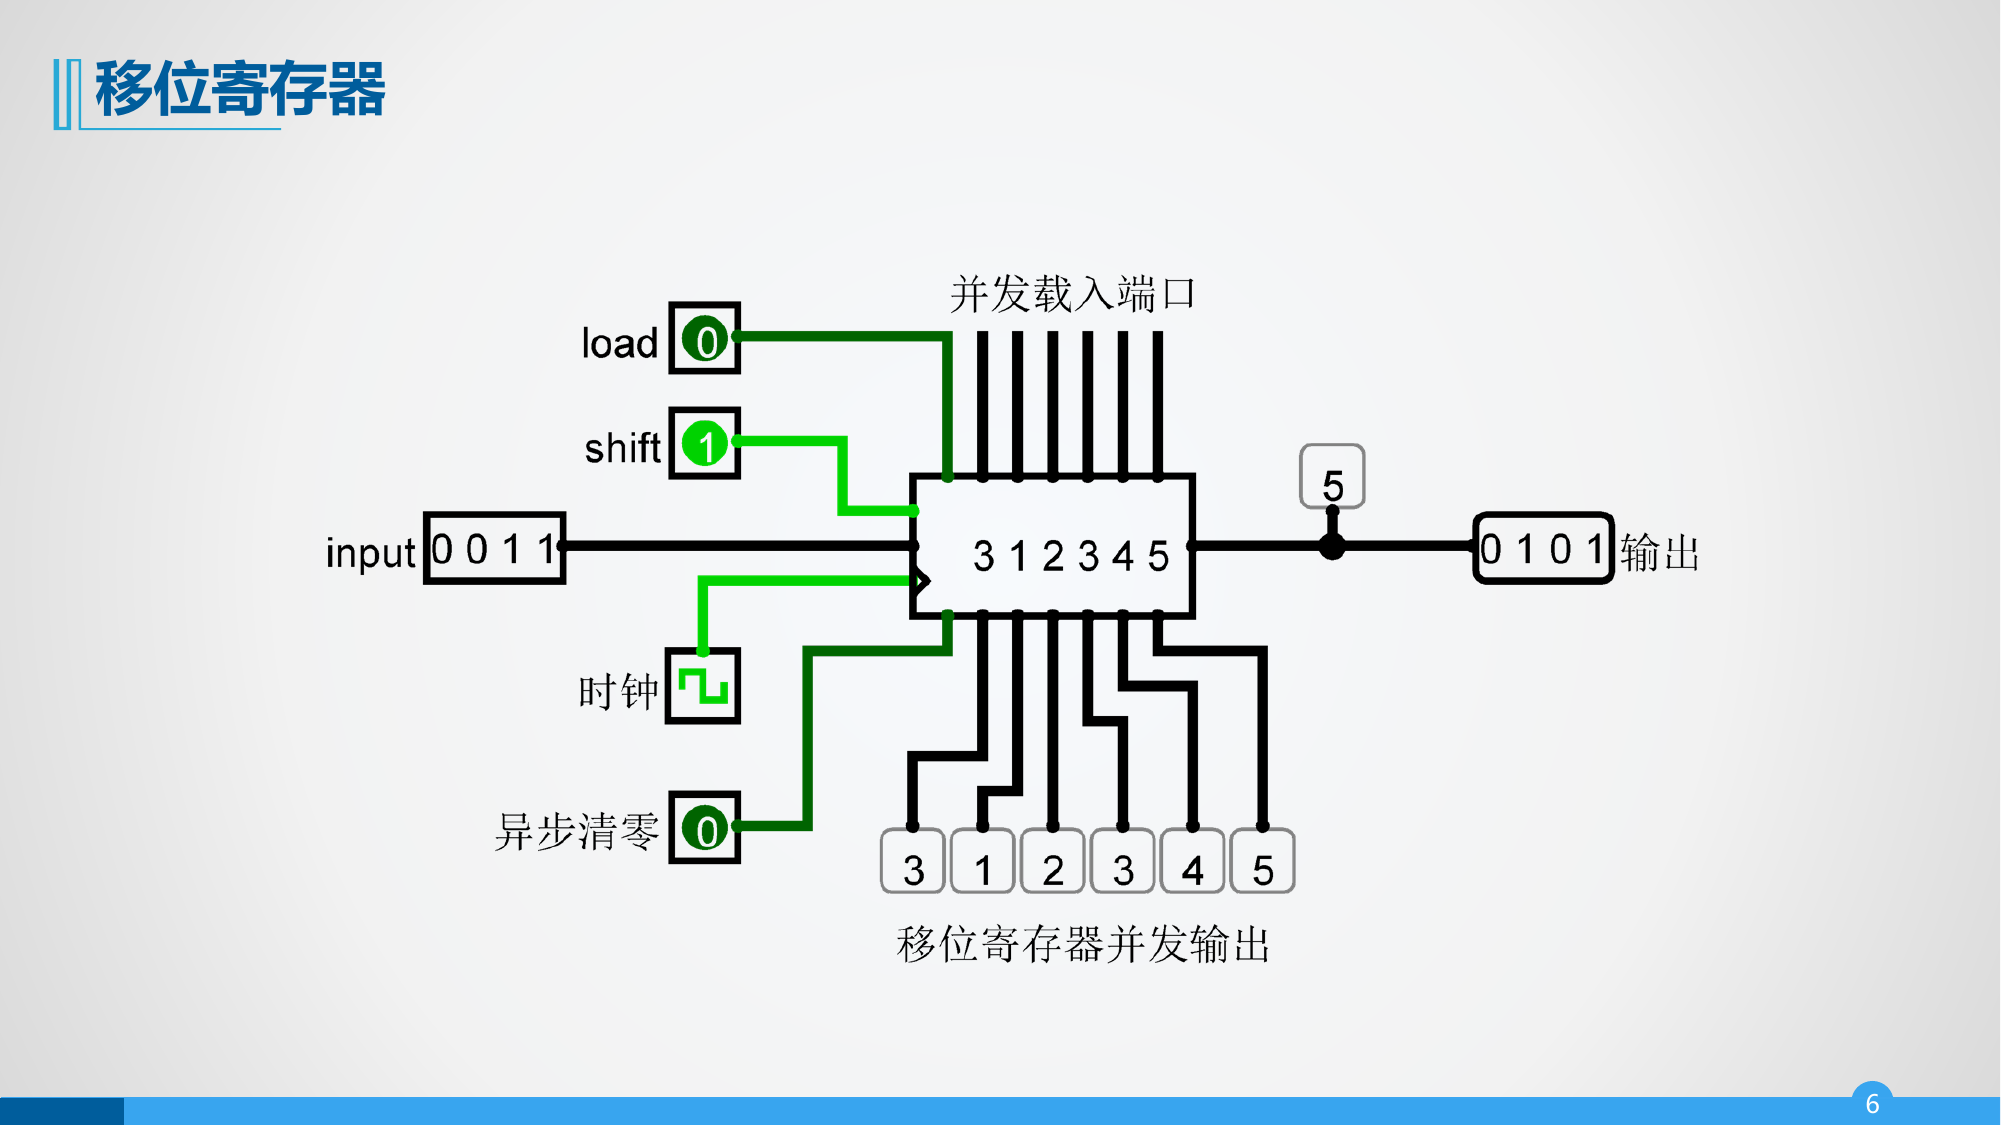 移位寄存器
并发载入端口
load 0
shift 1
5
input 0 0 1 1
3 1 2 3 4 5
0 1 0 1 输出
时钟
异步清零 0
3 1 2 3 4 5
移位寄存器并发输出
6